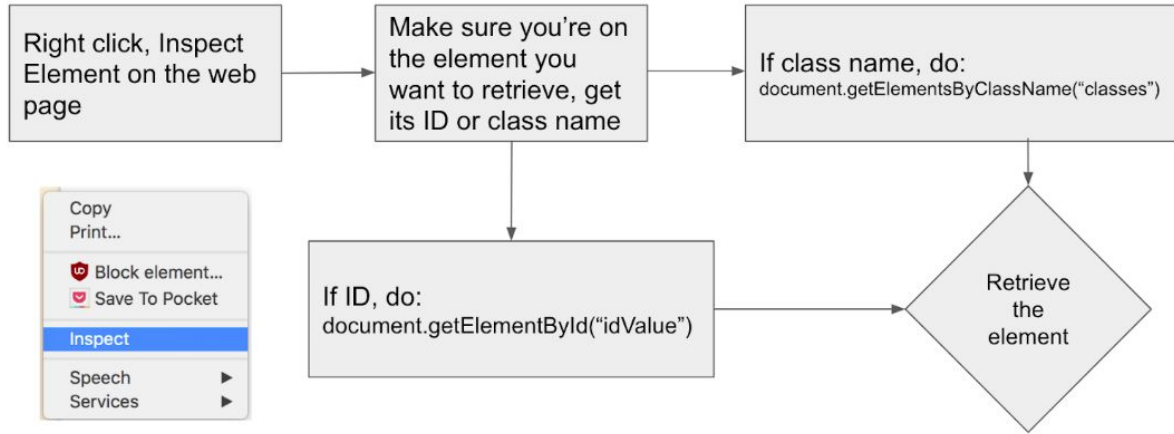 Right click, Inspect
Element on the web
page
Make sure you’re on
the element you
want to retrieve, get
its ID or class name
If class name, do:
document.getElementsByClassName(“classes”)
Copy
Print...
Block element...
Save To Pocket
Inspect
Speech
Services
If ID, do:
document.getElementById(“idValue”)
Retrieve
the
element